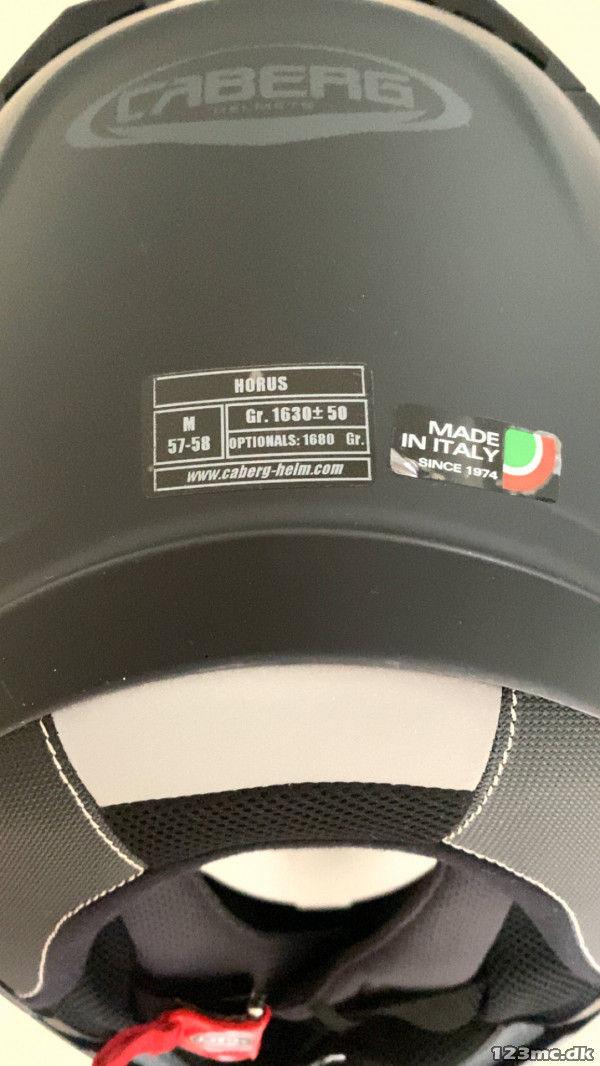 CABERG
HELMETS
HORUS
M
57-58
Gr. 1630± 50
OPTIONALS: 1680 Gr.
www.caberg-helm.com
MADE
IN ITALY
SINCE 1974
123mc.dk